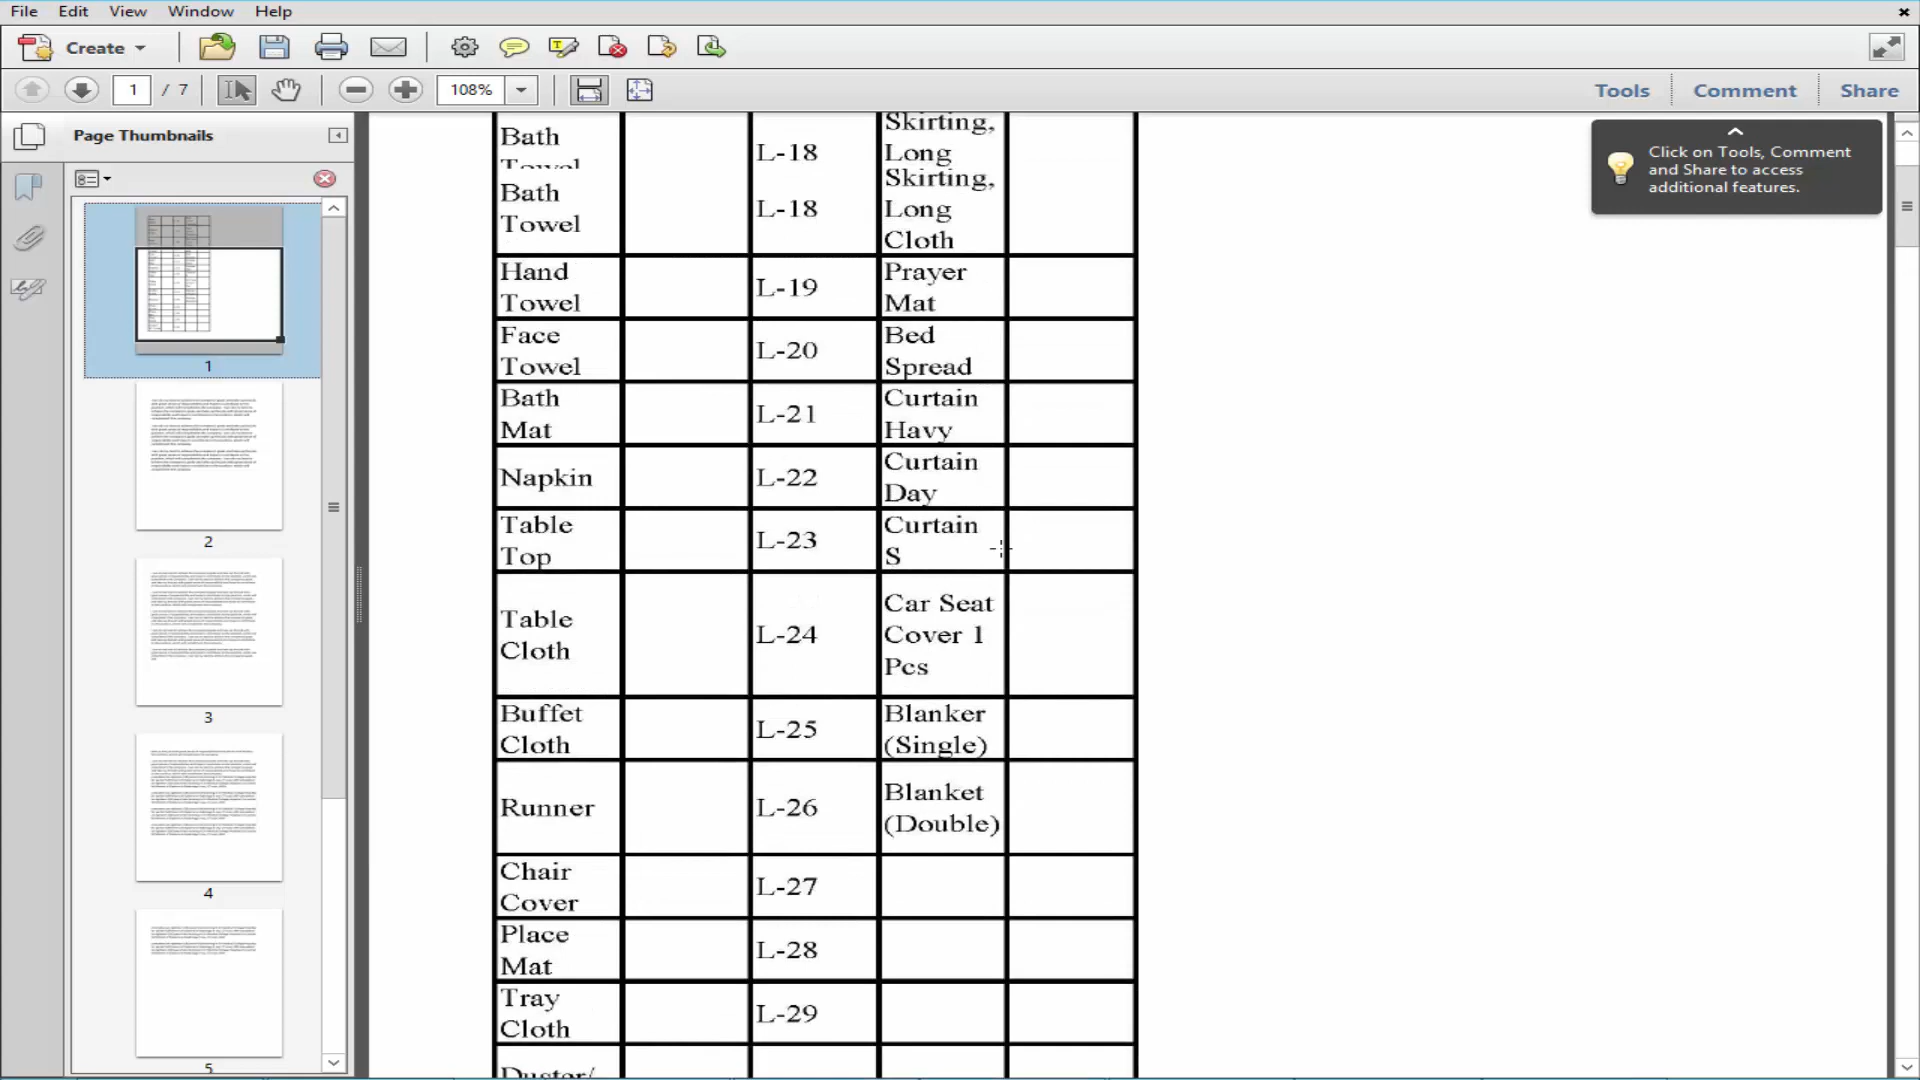 File Edit View Window Help
Create
1 / 7 108% Tools Comment Share
Page Thumbnails
Click on Tools, Comment
and Share to access
additional features.
1
2
3
4
5
Bath L-18 Skirting,
Long
Bath
Towel L-18 Skirting,
Long
Cloth
Hand
Towel L-19 Prayer
Mat
Face
Towel L-20 Bed
Spread
Bath
Mat L-21 Curtain
Havy
Napkin L-22 Curtain
Day
Table
Top L-23 Curtain
S
Table
Cloth L-24 Car Seat
Cover 1
Pcs
Buffet
Cloth L-25 Blanker
(Single)
Runner L-26 Blanket
(Double)
Chair
Cover L-27
Place
Mat L-28
Tray
Cloth L-29
Duster/